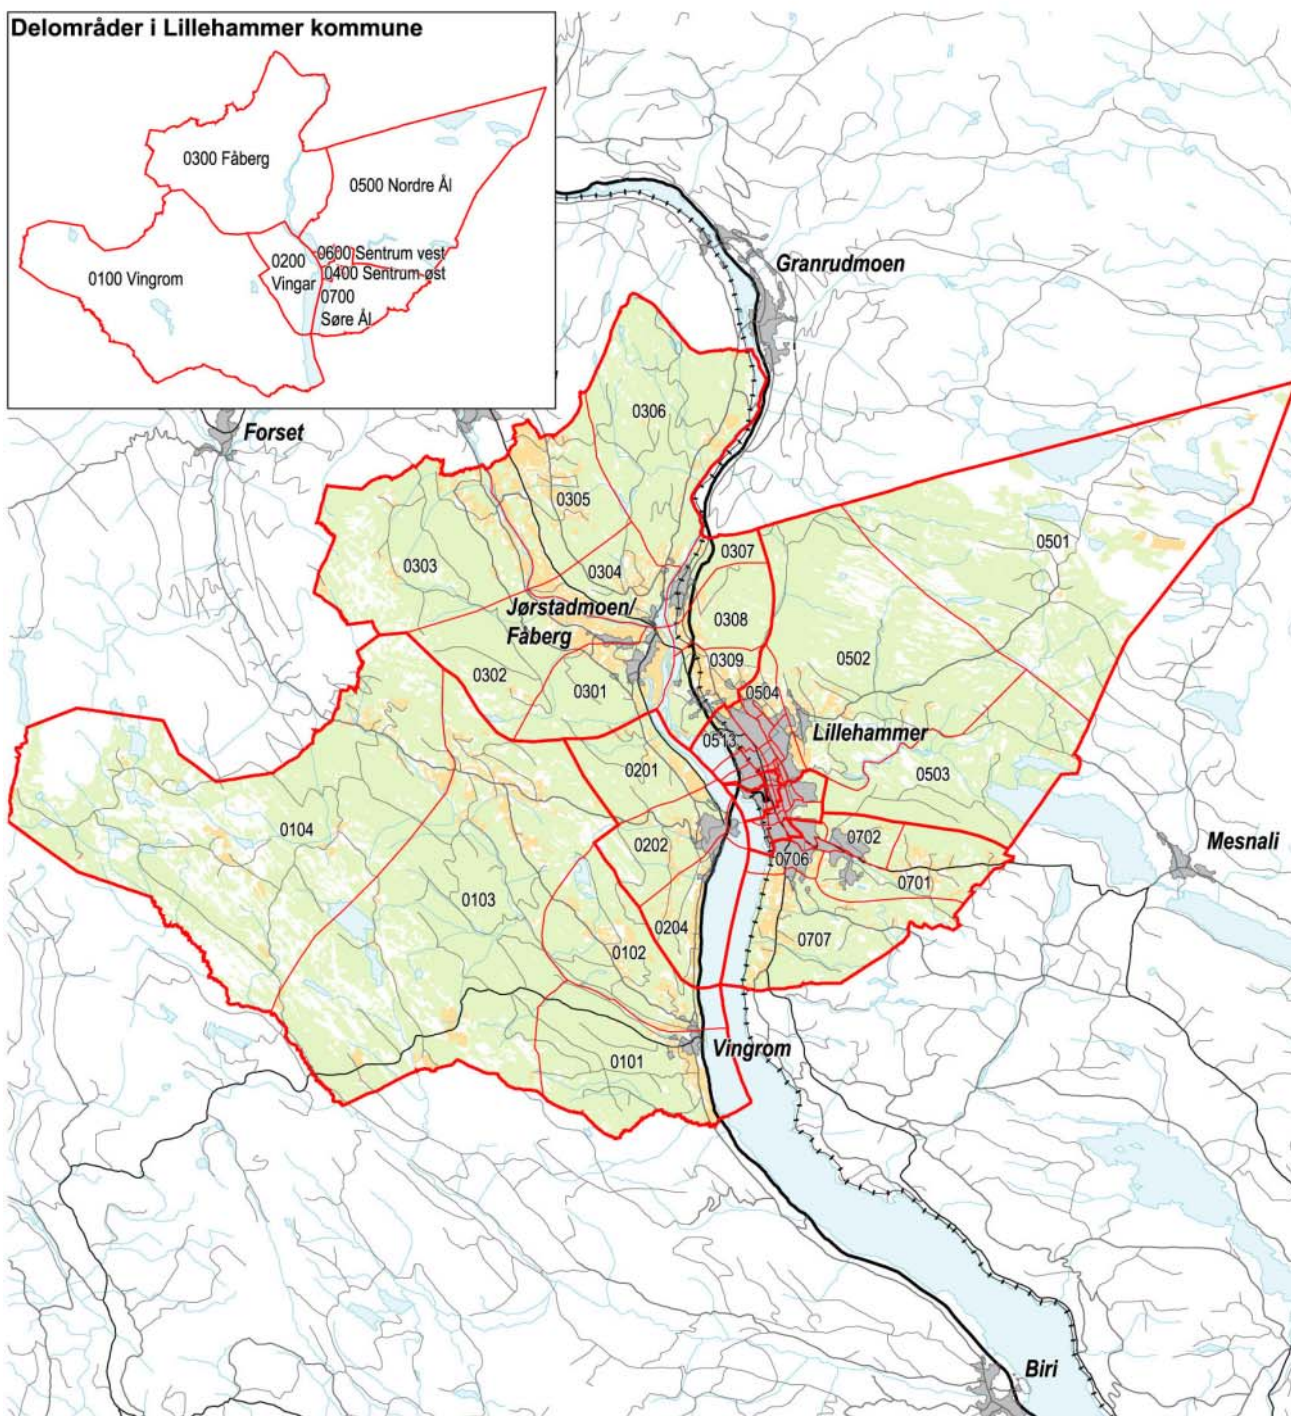 Delområder i Lillehammer kommune
0300 Fåberg
0500 Nordre Ål
0100 Vingrom
0200
Vingar
0600 Sentrum vest
0400 Sentrum øst
0700
Søre Ål
Granrudmoen
Forset
0306
0305
0501
0303
0304
0307
Jørstadmoen/
Fåberg
0308
0302
0301
0309
0502
0504
0513
Lillehammer
0201
0503
0104
0202
0702
0706
0701
Mesnali
0103
0204
0102
0707
0101
Vingrom
Biri